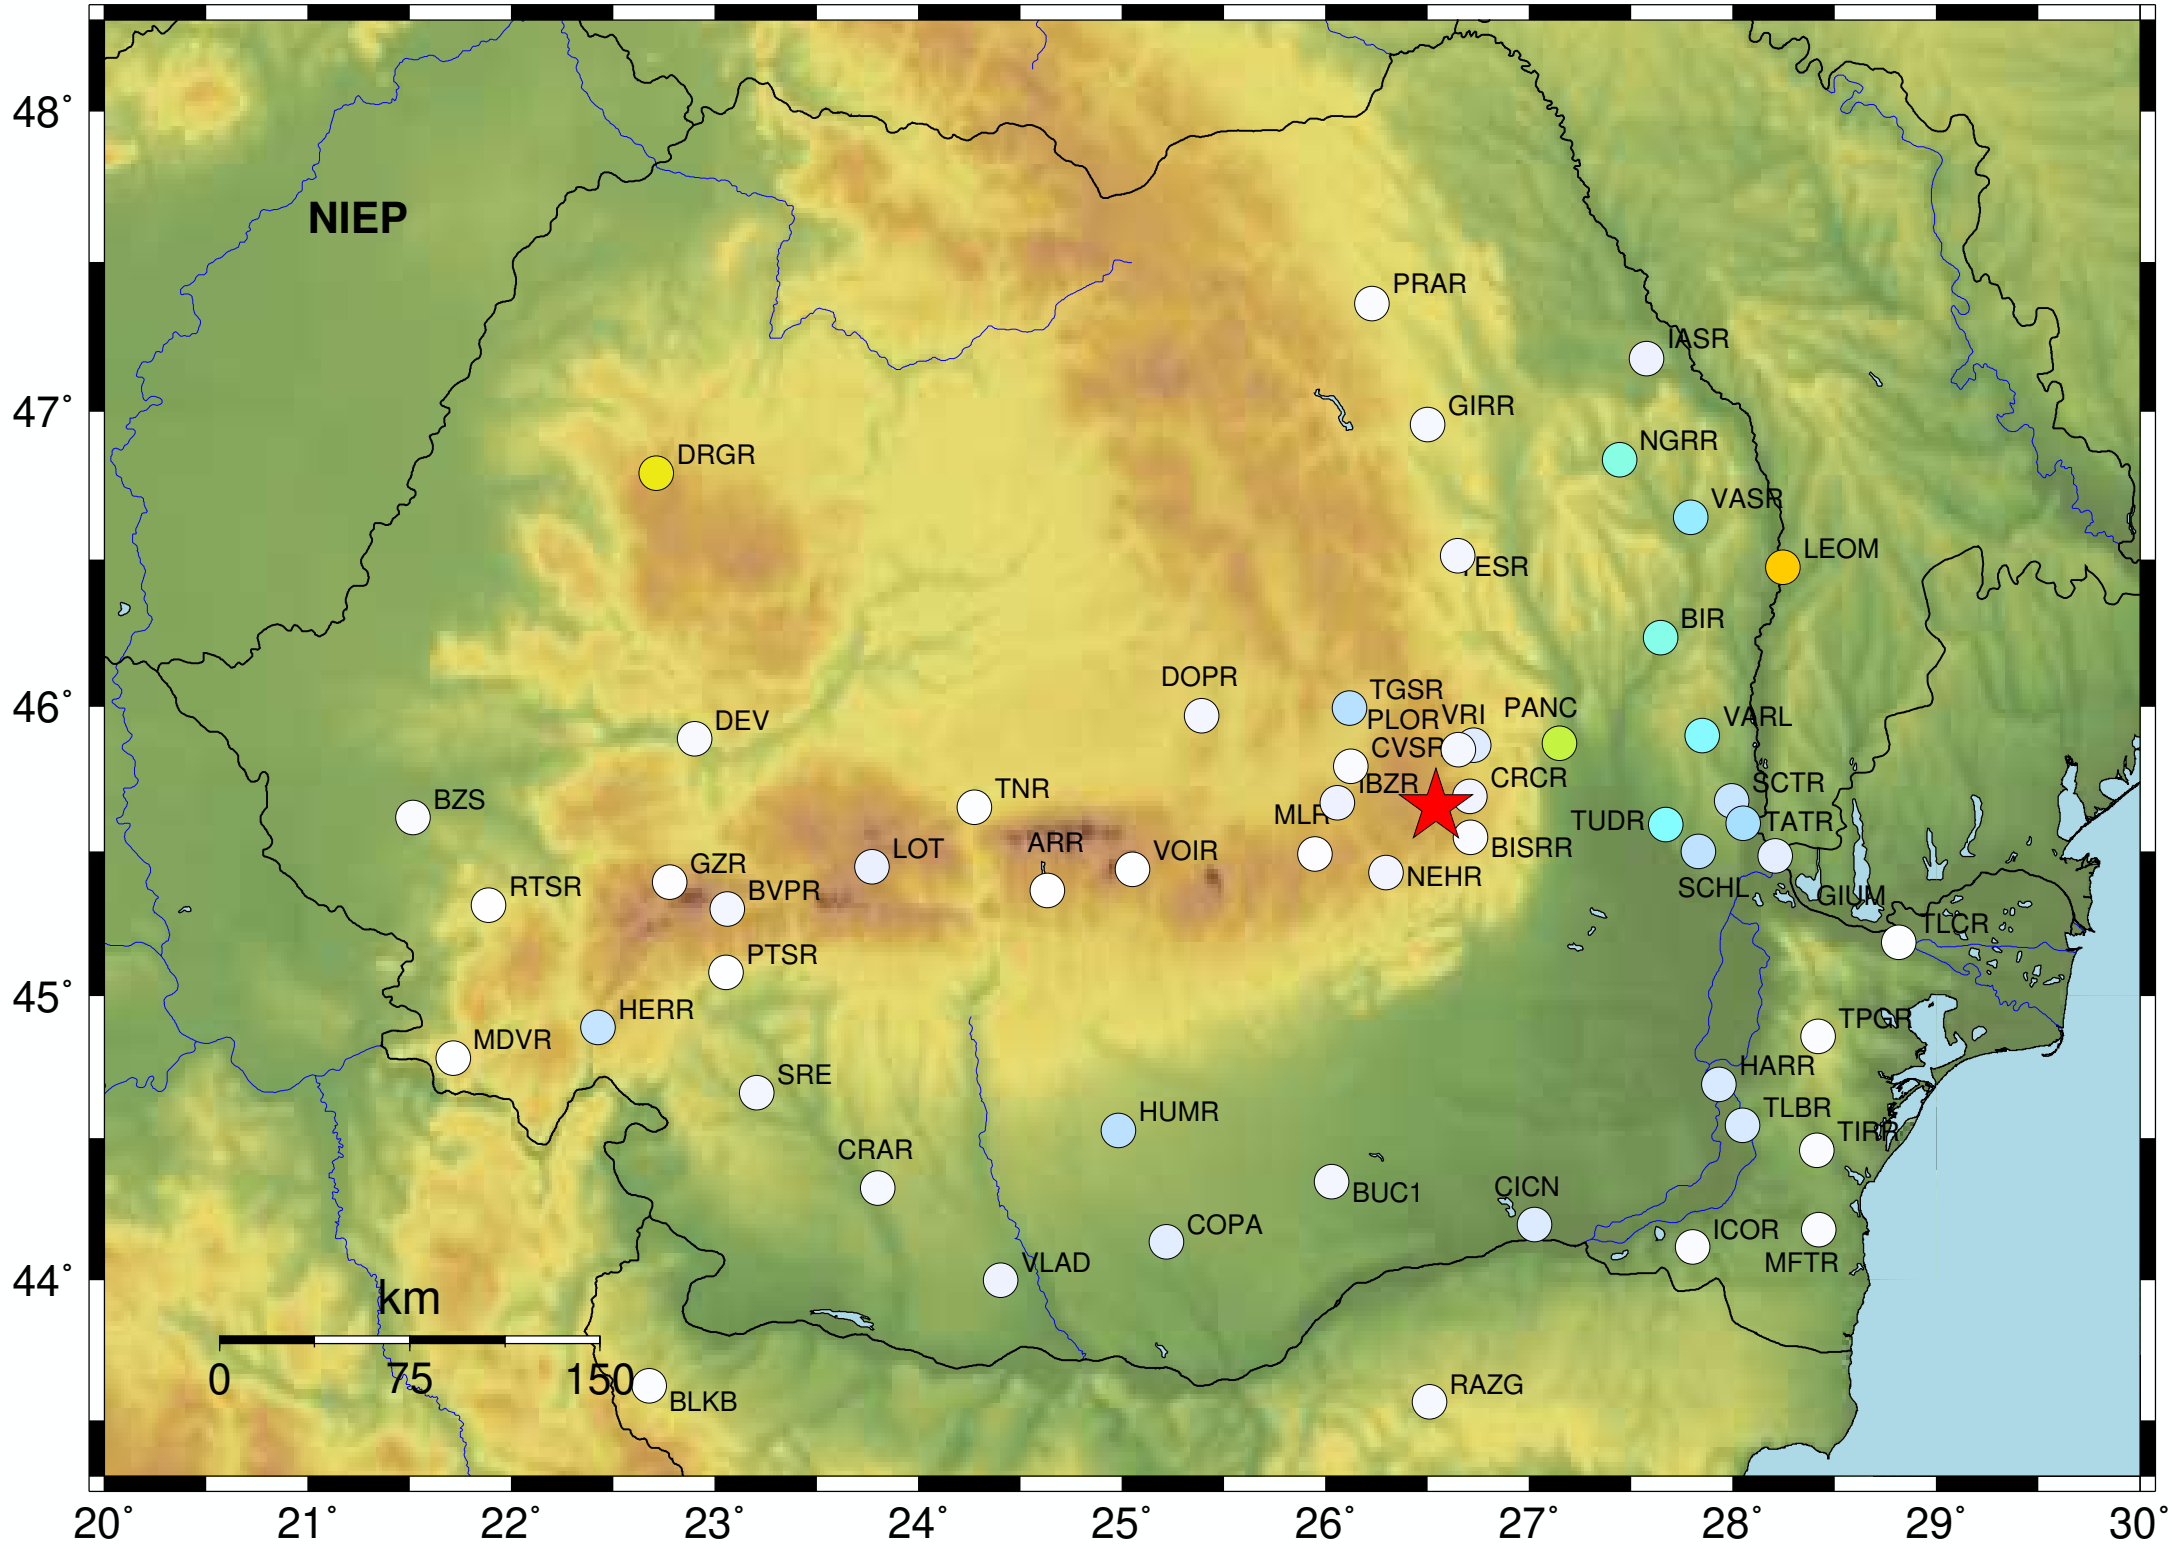 48°
NIEP
PRAR
IASR
47°
GIRR
NGRR
DRGR
VASR
LEOM
TESR
BIR
46°
DOPR
TGSR
PLOR
VRI
PANC
VARL
DEV
CVSR
IBZR
CRCR
SCTR
BZS
TNR
MLR
TUDR
TATR
ARR
LOT
VOIR
BISRR
GZR
BVPR
NEHR
SCHL
GIUM
RTSR
TLCR
PTSR
45°
HERR
TPGR
MDVR
HARR
SRE
HUMR
TLBR
TIRR
CRAR
BUC1
CICN
COPA
ICOR
VLAD
MFTR
44°
km
0 75 150
BLKB
RAZG
20° 21° 22° 23° 24° 25° 26° 27° 28° 29° 30°